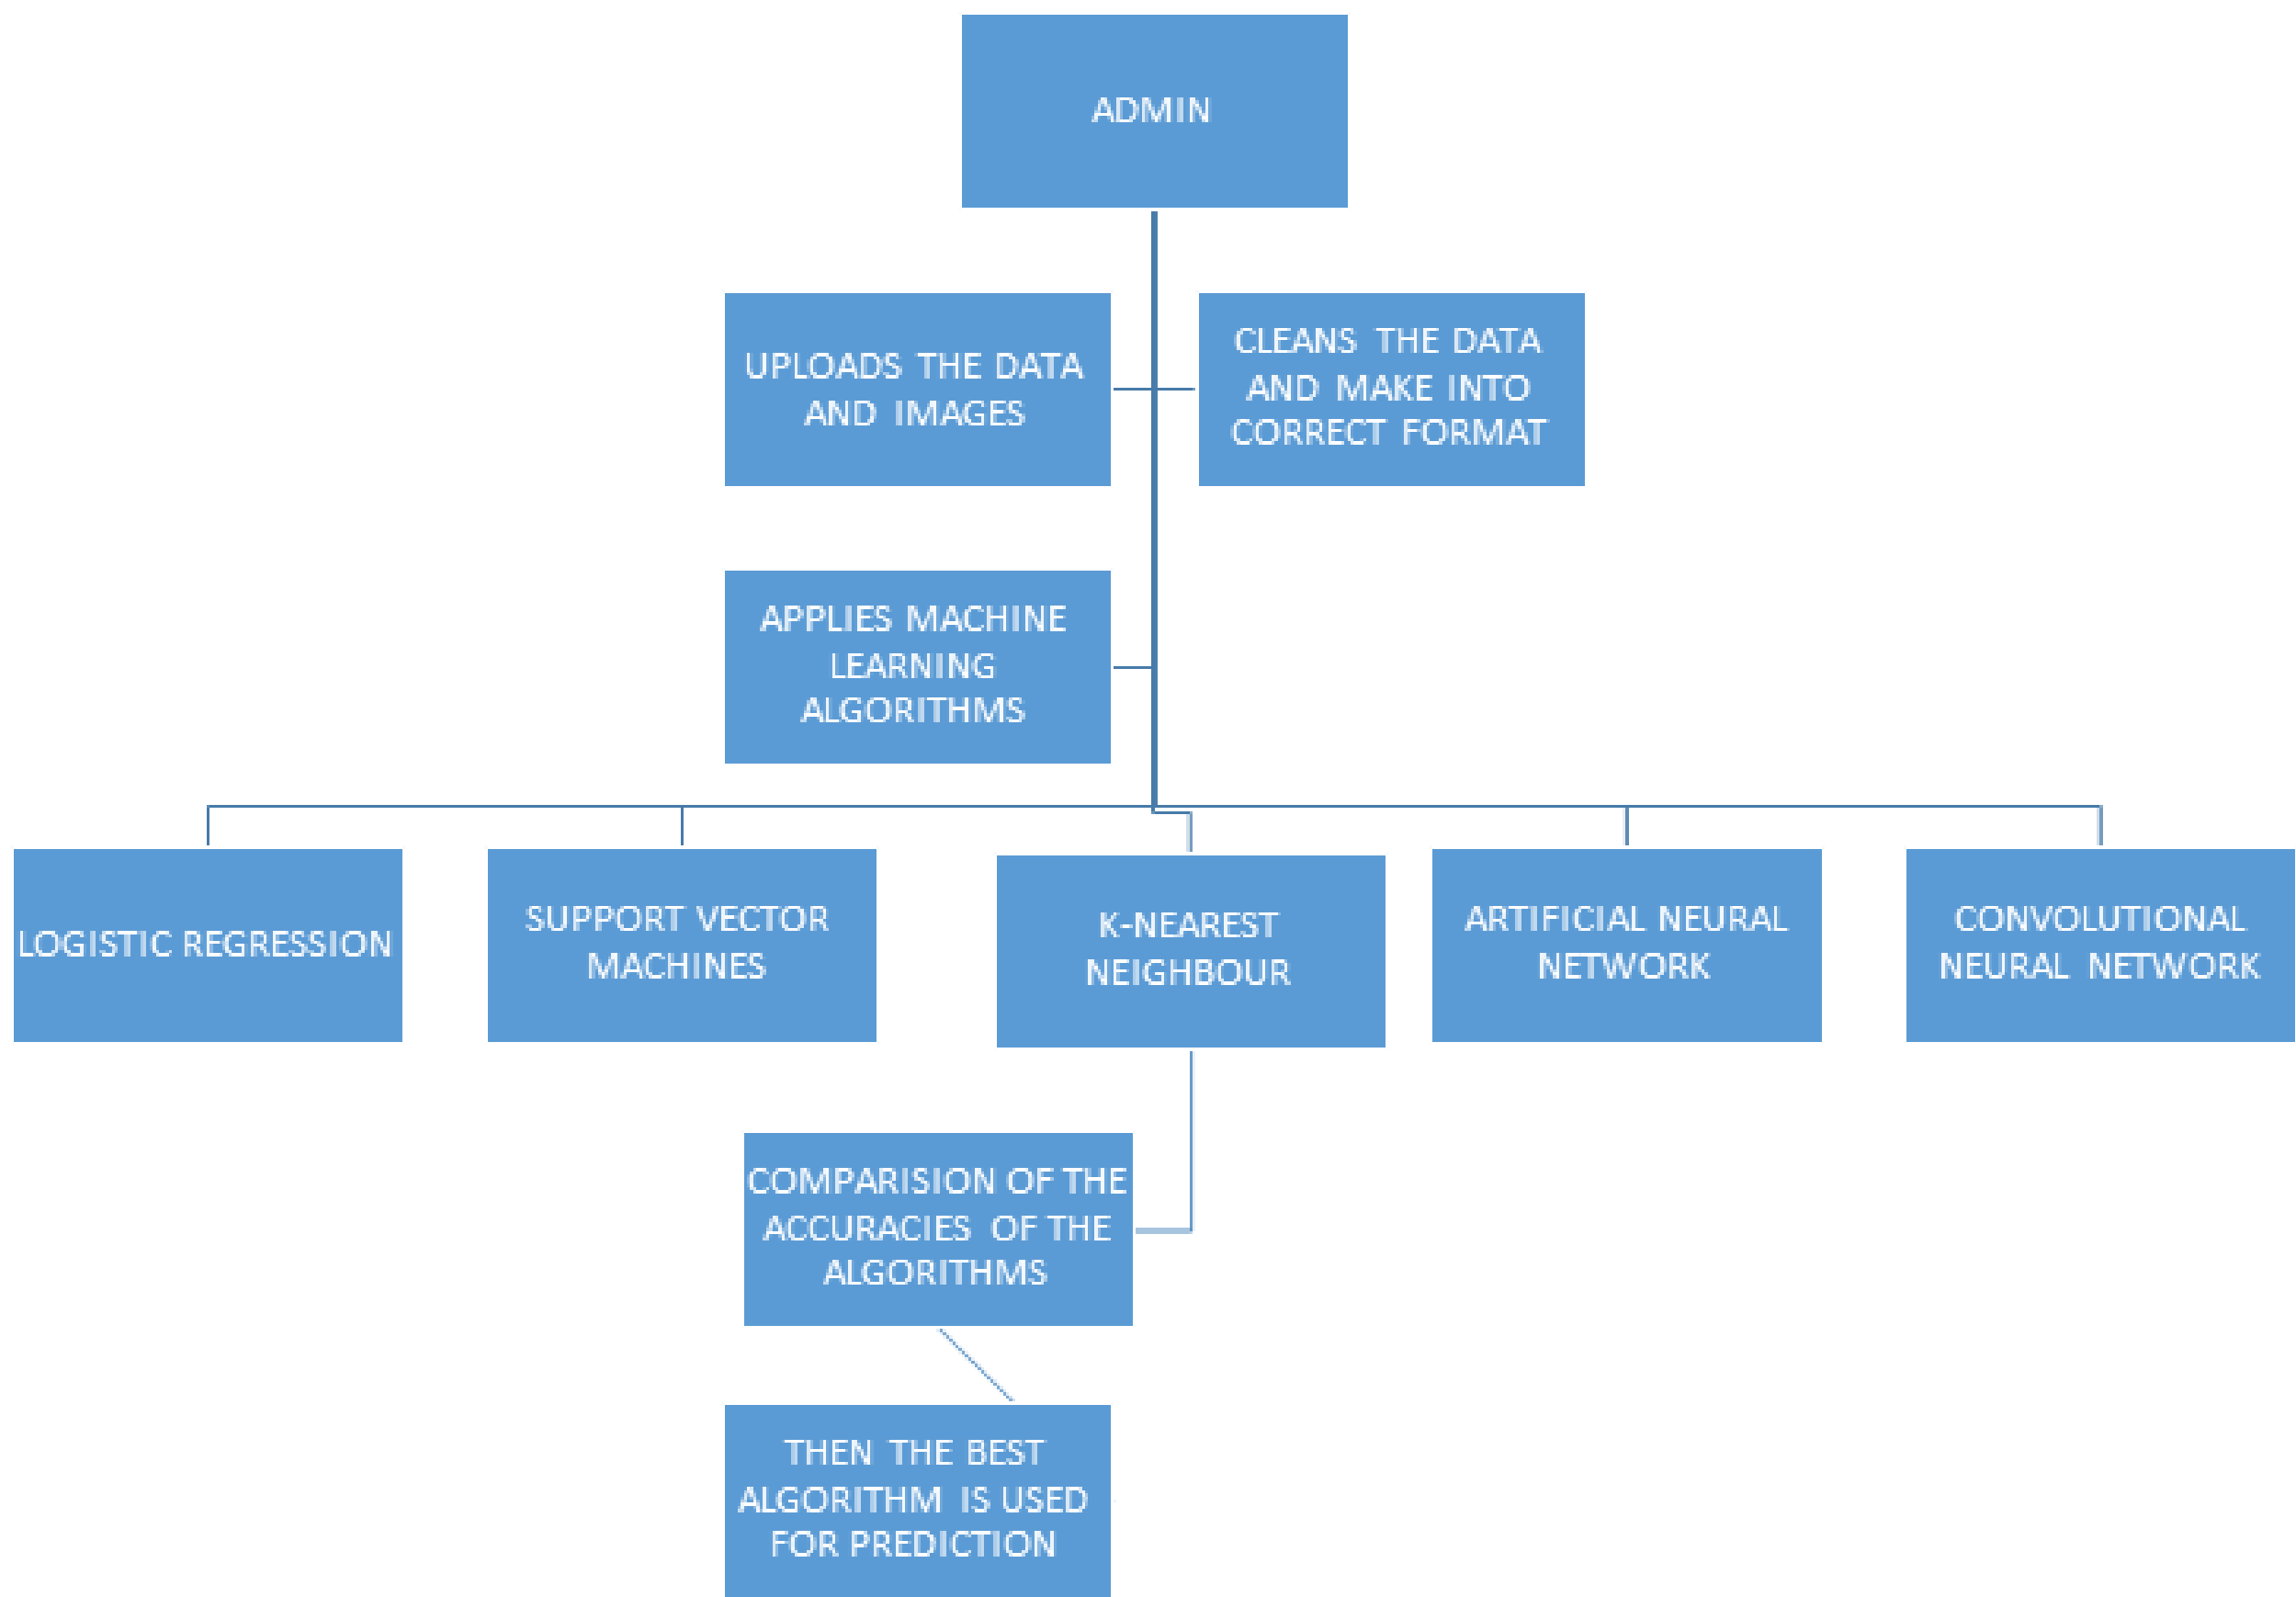 ADMIN
UPLOADS THE DATA
AND IMAGES
CLEANS THE DATA
AND MAKE INTO
CORRECT FORMAT
APPLIES MACHINE
LEARNING
ALGORITHMS
LOGISTIC REGRESSION
SUPPORT VECTOR
MACHINES
K-NEAREST
NEIGHBOUR
ARTIFICIAL NEURAL
NETWORK
CONVOLUTIONAL
NEURAL NETWORK
COMPARISION OF THE
ACCURACIES OF THE
ALGORITHMS
THEN THE BEST
ALGORITHM IS USED
FOR PREDICTION